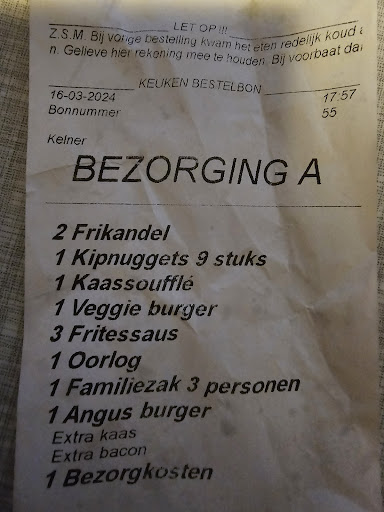 LET OP !!!
Z.S.M. Bij vorige bestelling kwam het eten redelijk koud
n. Gelieve hier rekening mee te houden. Bij voorbaat
KEUKEN BESTELBON
16-03-2024 17:57
Bonnummer 55
Kelner
BEZORGING A
2 Frikandel
1 Kipnuggets 9 stuks
1 Kaassoufflé
1 Veggie burger
3 Fritessaus
1 Oorlog
1 Familiezak 3 personen
1 Angus burger
Extra kaas
Extra bacon
1 Bezorgkosten